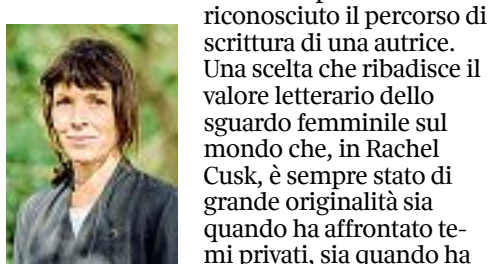 riconosciuto il percorso di
scrittura di una autrice.
Una scelta che ribadisce il
valore letterario dello
sguardo femminile sul
mondo che, in Rachel
Cusk, è sempre stato di
grande originalità sia
quando ha affrontato te-
mi privati, sia quando ha